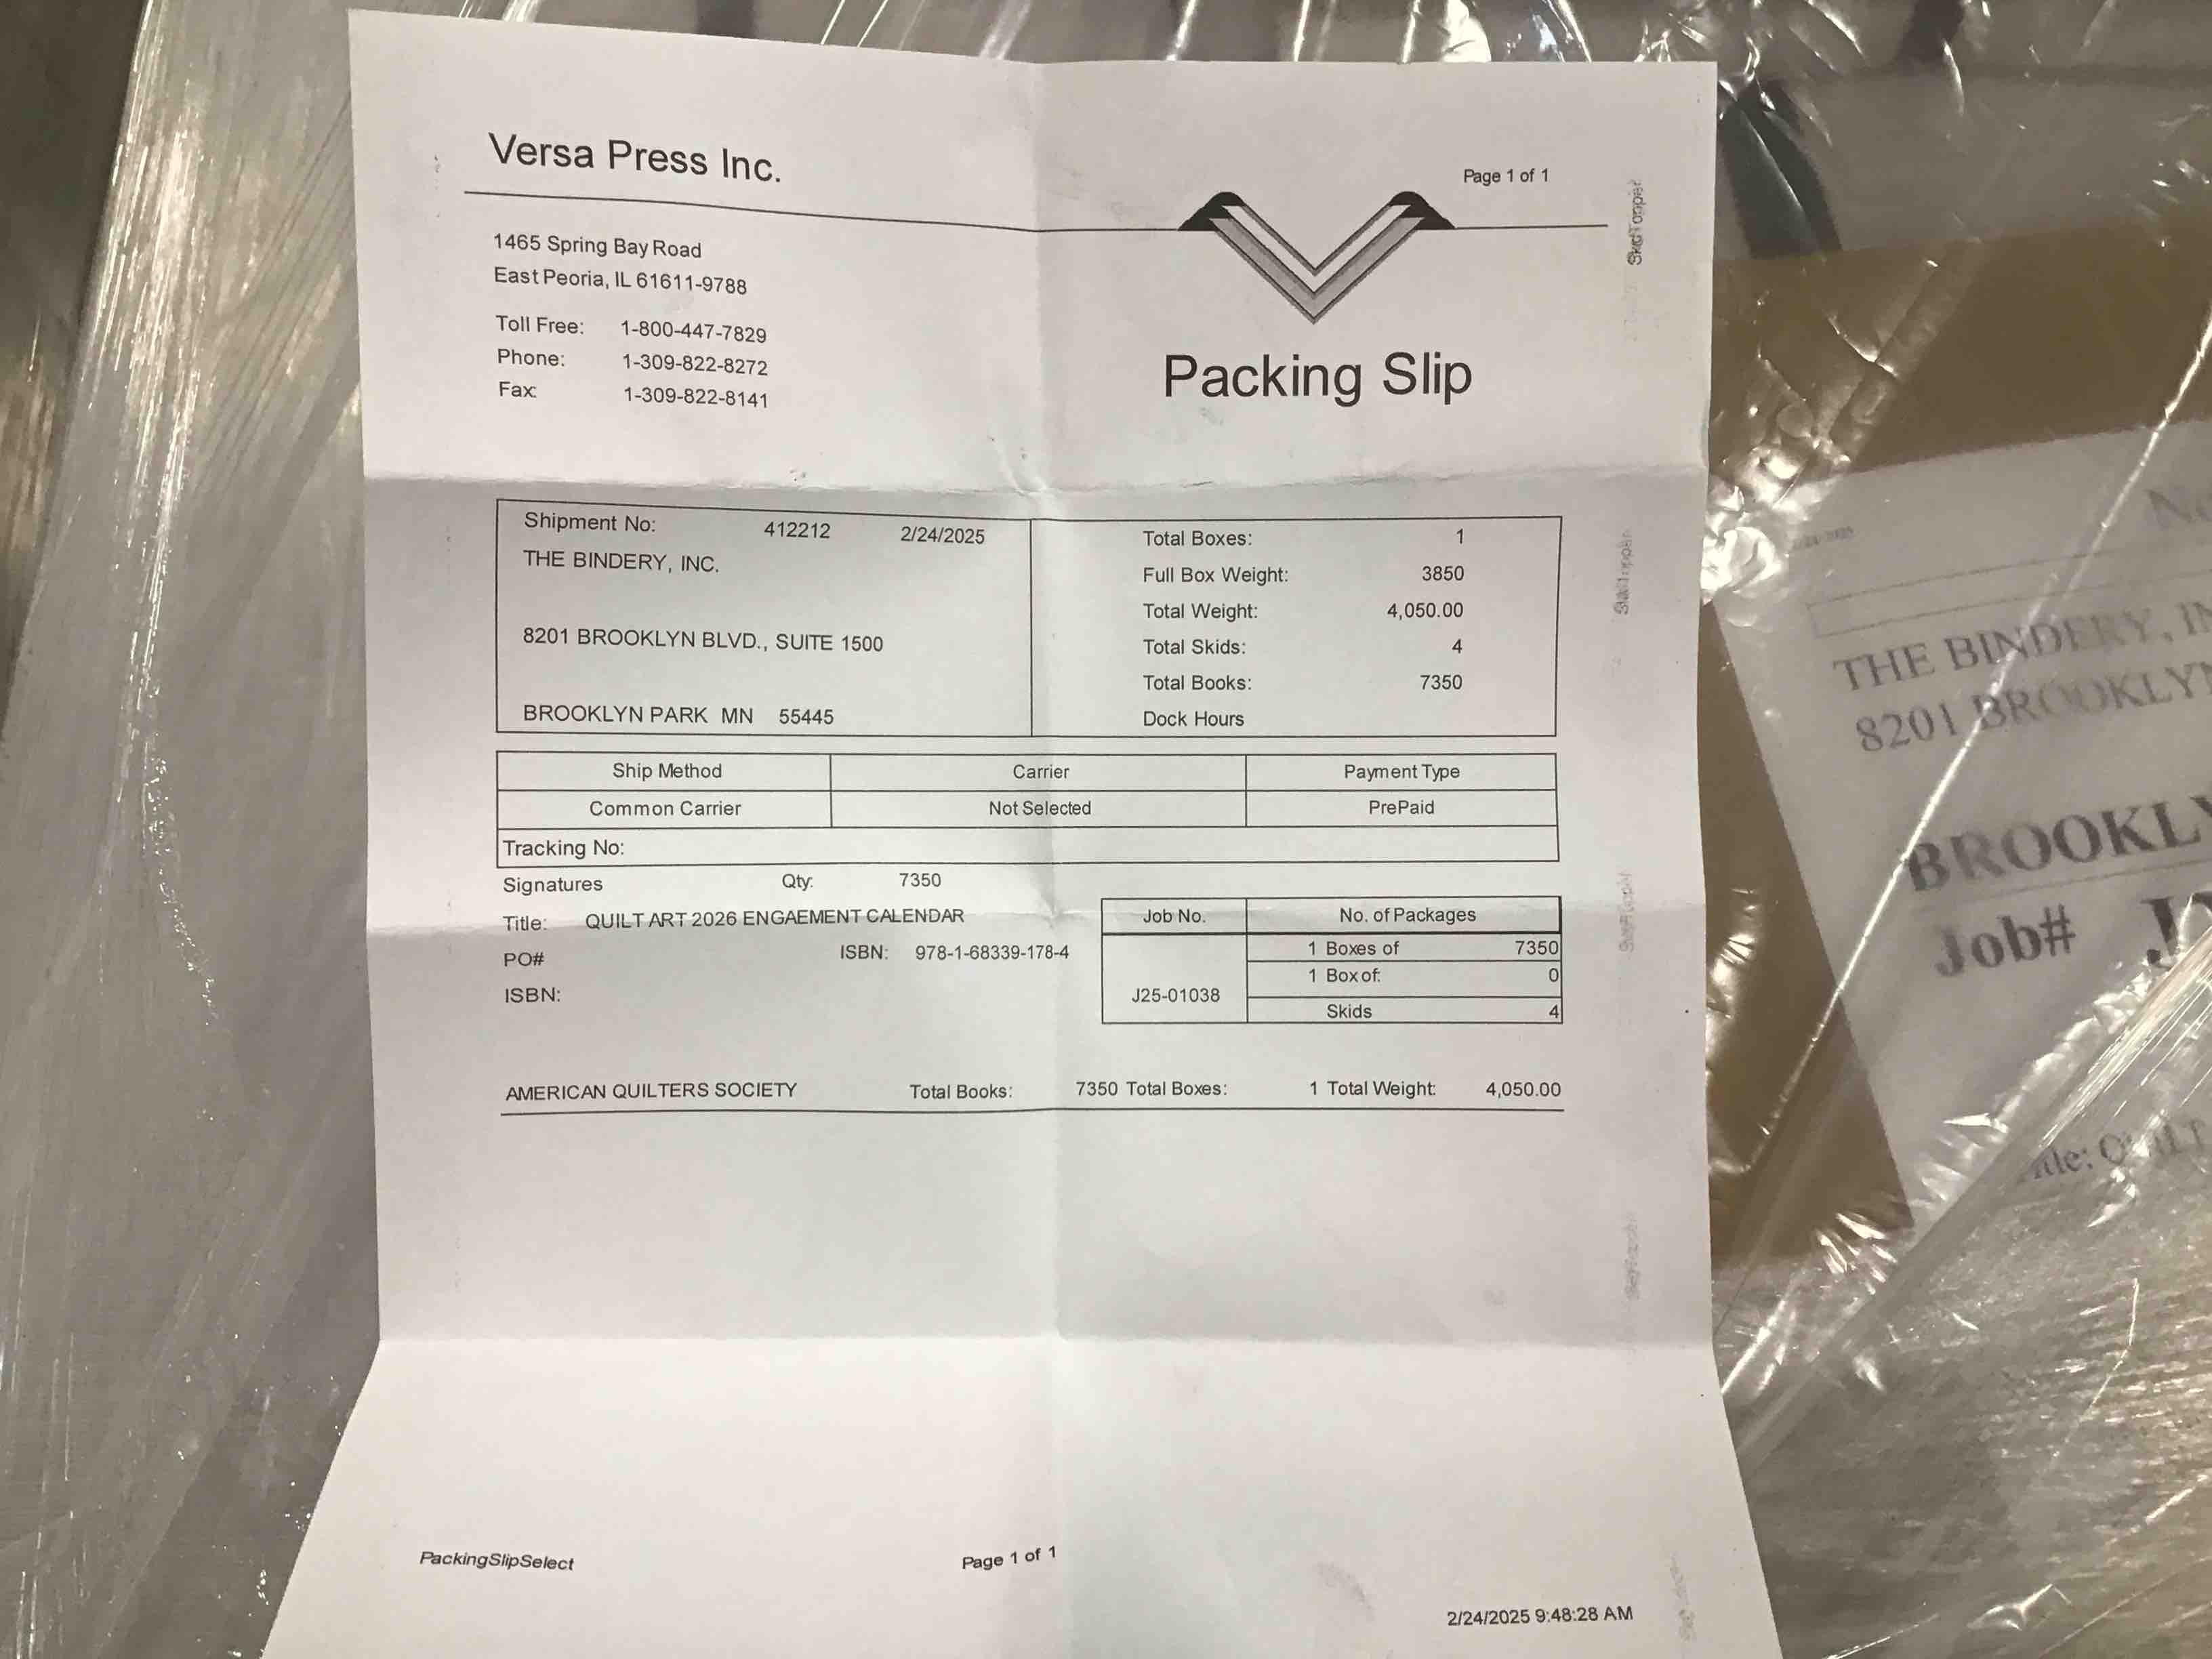 Versa Press Inc.
Page 1 of 1
1465 Spring Bay Road
East Peoria, IL 61611-9788
Toll Free: 1-800-447-7829
Phone: 1-309-822-8272
Fax: 1-309-822-8141
Packing Slip
Shipment No: 412212 2/24/2025
THE BINDERY, INC.
8201 BROOKLYN BLVD., SUITE 1500
BROOKLYN PARK MN 55445
Total Boxes: 1
Full Box Weight: 3850
Total Weight: 4,050.00
Total Skids: 4
Total Books: 7350
Dock Hours
Ship Method Carrier Payment Type
Common Carrier Not Selected PrePaid
Tracking No:
Signatures Qty: 7350
Title: QUILT ART 2026 ENGAEMENT CALENDAR
PO# ISBN: 978-1-68339-178-4
ISBN:
Job No. No. of Packages
J25-01038
1 Boxes of 7350
1 Box of: 0
Skids 4
AMERICAN QUILTERS SOCIETY Total Books: 7350 Total Boxes: 1 Total Weight: 4,050.00
PackingSlipSelect Page 1 of 1
2/24/2025 9:48:28 AM
SkidTopper
THE BINDERY,
8201 BROOKLYN
Job#